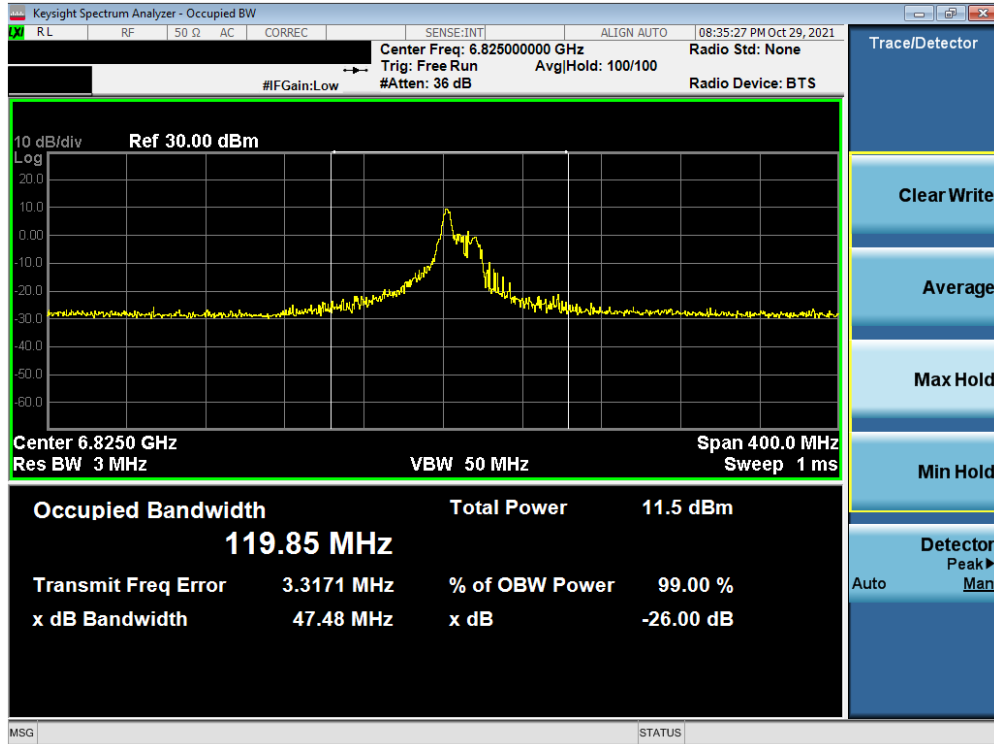 Keysight Spectrum Analyzer - Occupied BW
LXI RL RF 50 Ω AC CORREC SENSE:INT ALIGN AUTO 08:35:27 PM Oct 29, 2021
Center Freq: 6.825000000 GHz Radio Std: None
Trig: Free Run Avg|Hold: 100/100
#IFGain:Low #Atten: 36 dB Radio Device: BTS
10 dB/div Ref 30.00 dBm
Log
20.0
10.0
0.00
-10.0
-20.0
-30.0
-40.0
-50.0
-60.0
Center 6.8250 GHz Span 400.0 MHz
Res BW 3 MHz VBW 50 MHz Sweep 1 ms
Occupied Bandwidth Total Power 11.5 dBm
119.85 MHz
Transmit Freq Error 3.3171 MHz % of OBW Power 99.00 %
x dB Bandwidth 47.48 MHz x dB -26.00 dB
MSG STATUS
Trace/Detector
Clear Write
Average
Max Hold
Min Hold
Detector
Peak▶
Auto Man